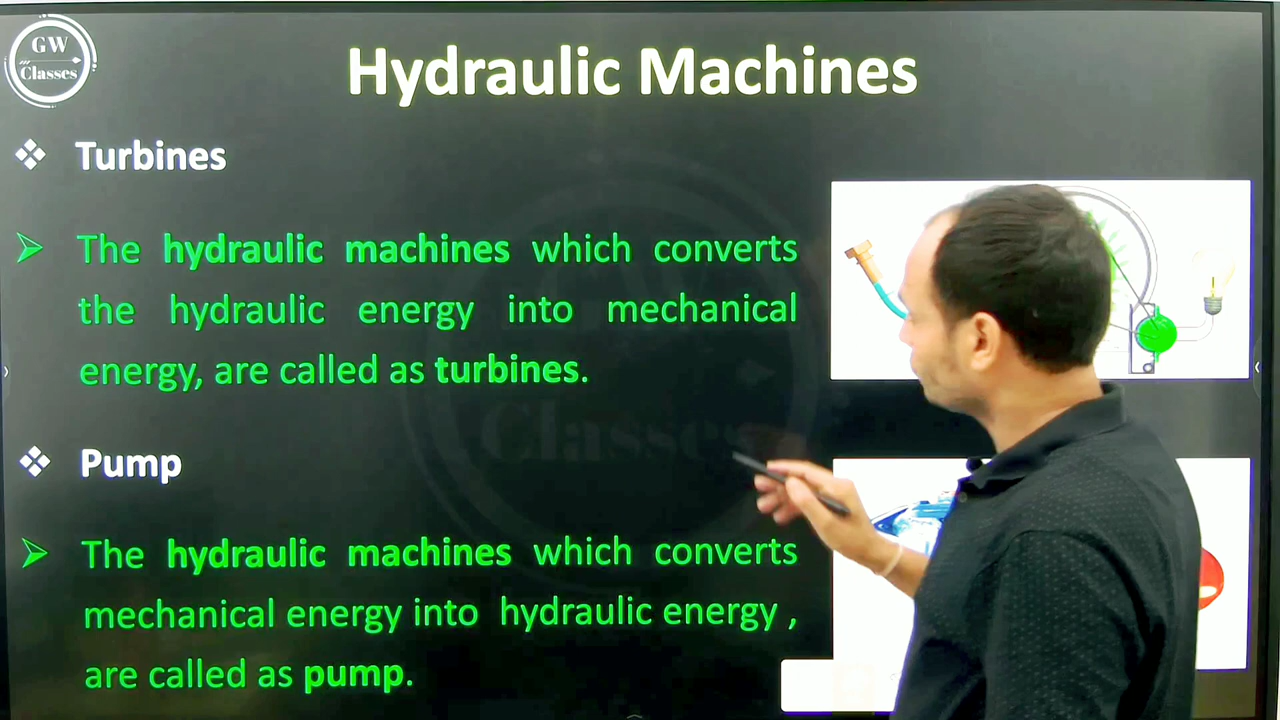 GW
Classes
Hydraulic Machines
Turbines
The hydraulic machines which converts
the hydraulic energy into mechanical
energy, are called as turbines.
Pump
The hydraulic machines which converts
mechanical energy into hydraulic energy ,
are called as pump.
Classes